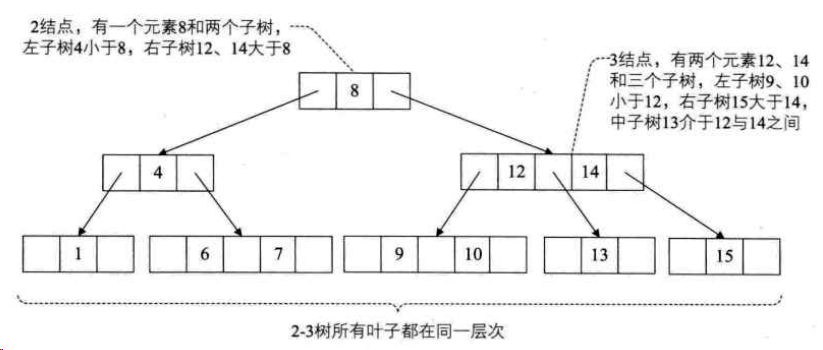 2结点，有一个元素8和两个子树，
左子树4小于8，右子树12、14大于8
3结点，有两个元素12、14
和三个子树，左子树9、10
小于12，右子树15大于14，
中子树13介于12与14之间
8
4
12 14
1
6 7
9 10
13
15
2-3树所有叶子都在同一层次